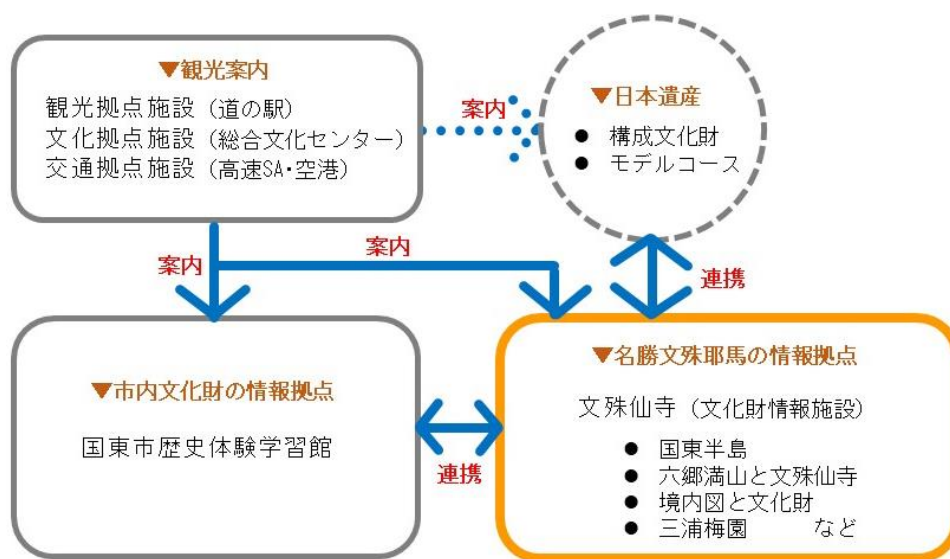 ▼観光案内
観光拠点施設（道の駅）
文化拠点施設（総合文化センター）
交通拠点施設（高速SA・空港）
案内
▼日本遺産
● 構成文化財
● モデルコース
案内
案内
連携
▼市内文化財の情報拠点
国東市歴史体験学習館
連携
▼名勝文殊耶馬の情報拠点
文殊仙寺（文化財情報施設）
● 国東半島
● 六郷満山と文殊仙寺
● 境内図と文化財
● 三浦梅園　　など